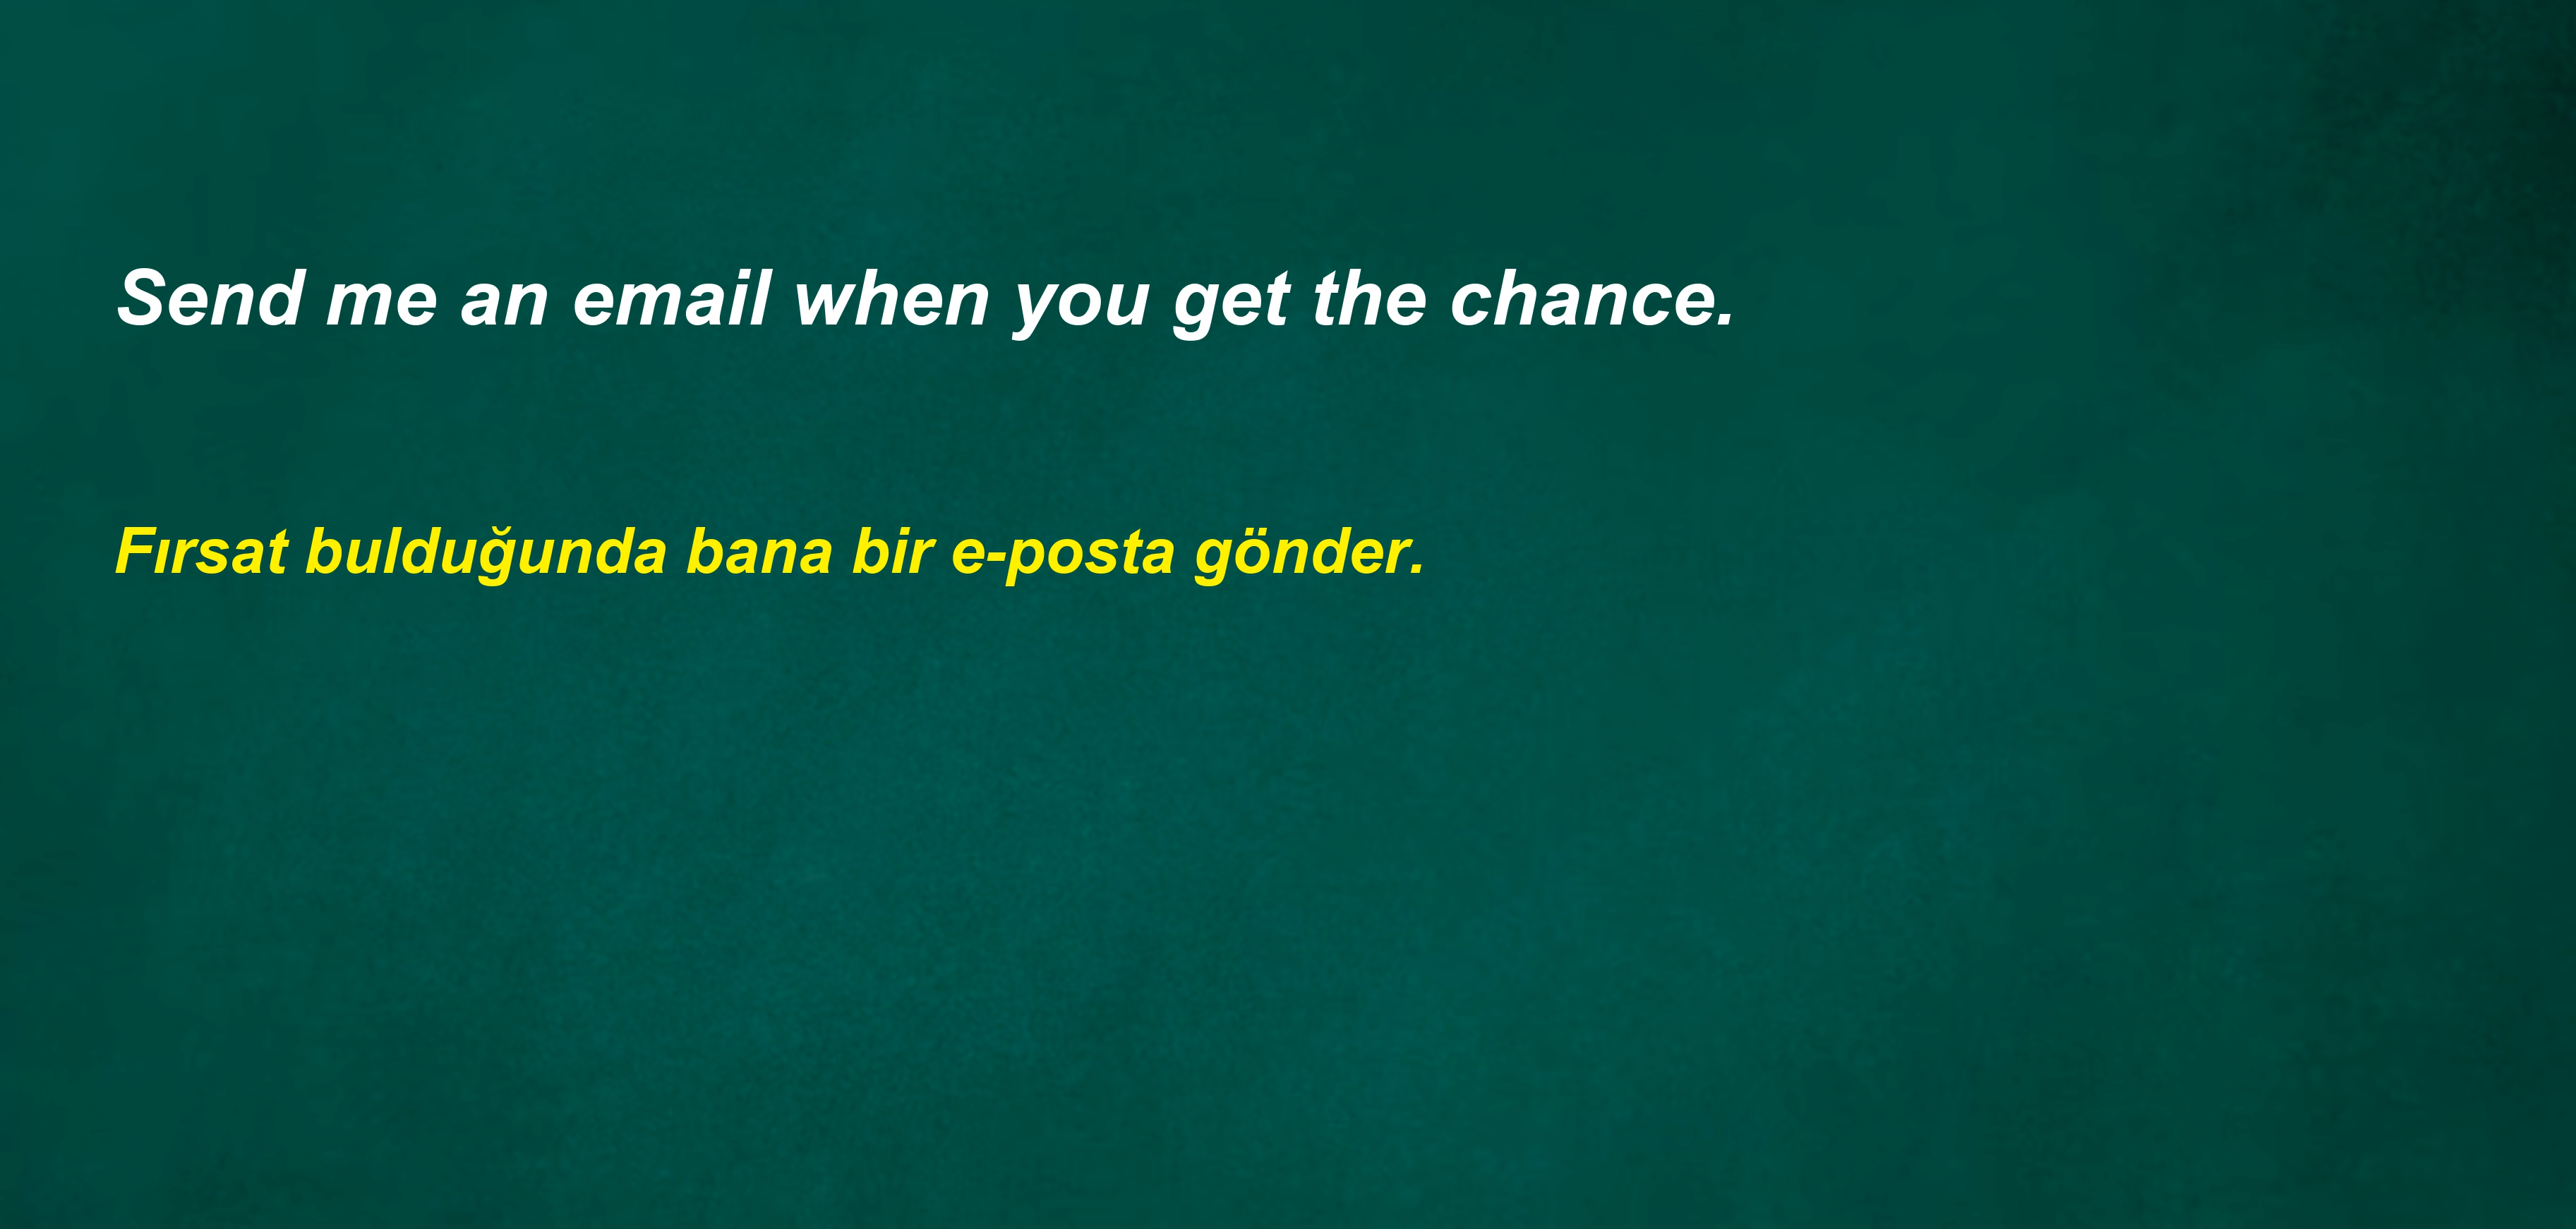 Send me an email when you get the chance.
Fırsat bulduğunda bana bir e-posta gönder.